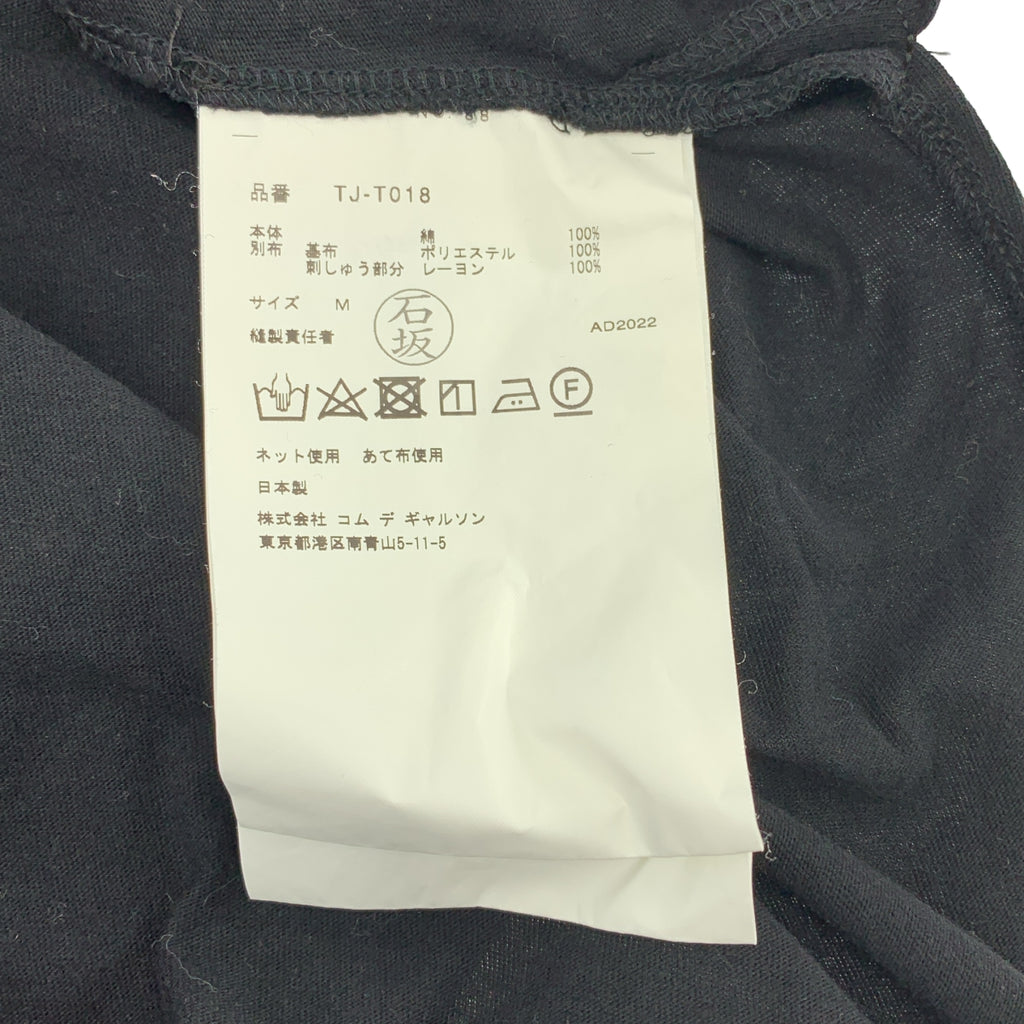 品番 TJ-T018
本体 綿 100%
別布 基布 ポリエステル 100%
刺しゅう部分 レーヨン 100%
サイズ M
縫製責任者 石坂 AD2022
F
ネット使用 あて布使用
日本製
株式会社 コム デ ギャルソン
東京都港区南青山5-11-5